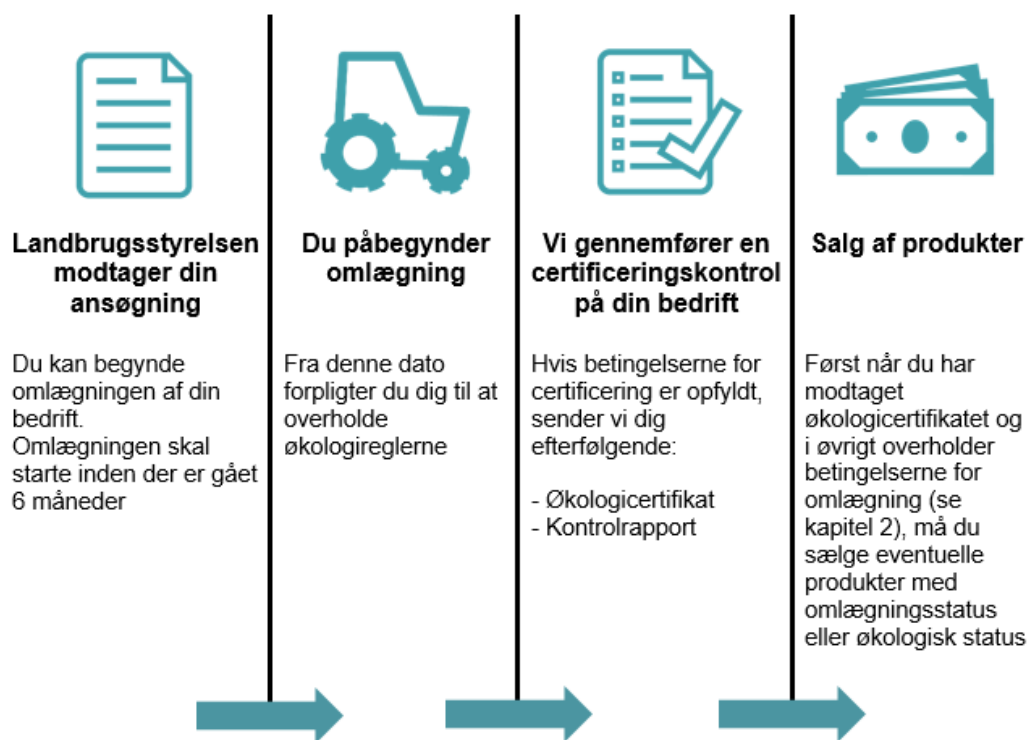 Landbrugsstyrelsen
modtager din
ansøgning
Du kan begynde
omlægningen af din
bedrift.
Omlægningen skal
starte inden der er gået
6 måneder
Du påbegynder
omlægning
Fra denne dato
forpligter du dig til at
overholde
økologireglerne
Vi gennemfører en
certificeringskontrol
på din bedrift
Hvis betingelserne for
certificering er opfyldt,
sender vi dig
efterfølgende:
- Økologicertifikat
- Kontrolrapport
Salg af produkter
Først når du har
modtaget
økologicertifikatet og
i øvrigt overholder
betingelserne for
omlægning (se
kapitel 2), må du
sælge eventuelle
produkter med
omlægningsstatus
eller økologisk status